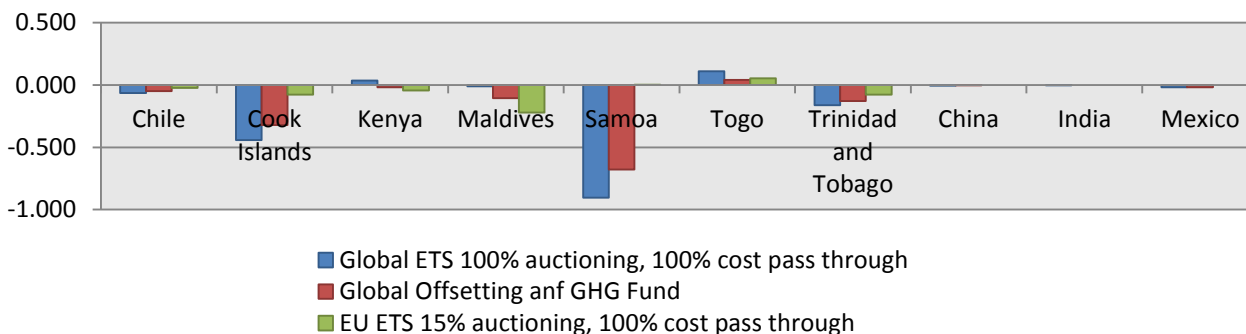 0.500
0.000
-0.500
-1.000
Chile
Cook
Islands
Kenya
Maldives
Samoa
Togo
Trinidad
and
Tobago
China
India
Mexico
Global ETS 100% auctioning, 100% cost pass through
Global Offsetting anf GHG Fund
EU ETS 15% auctioning, 100% cost pass through